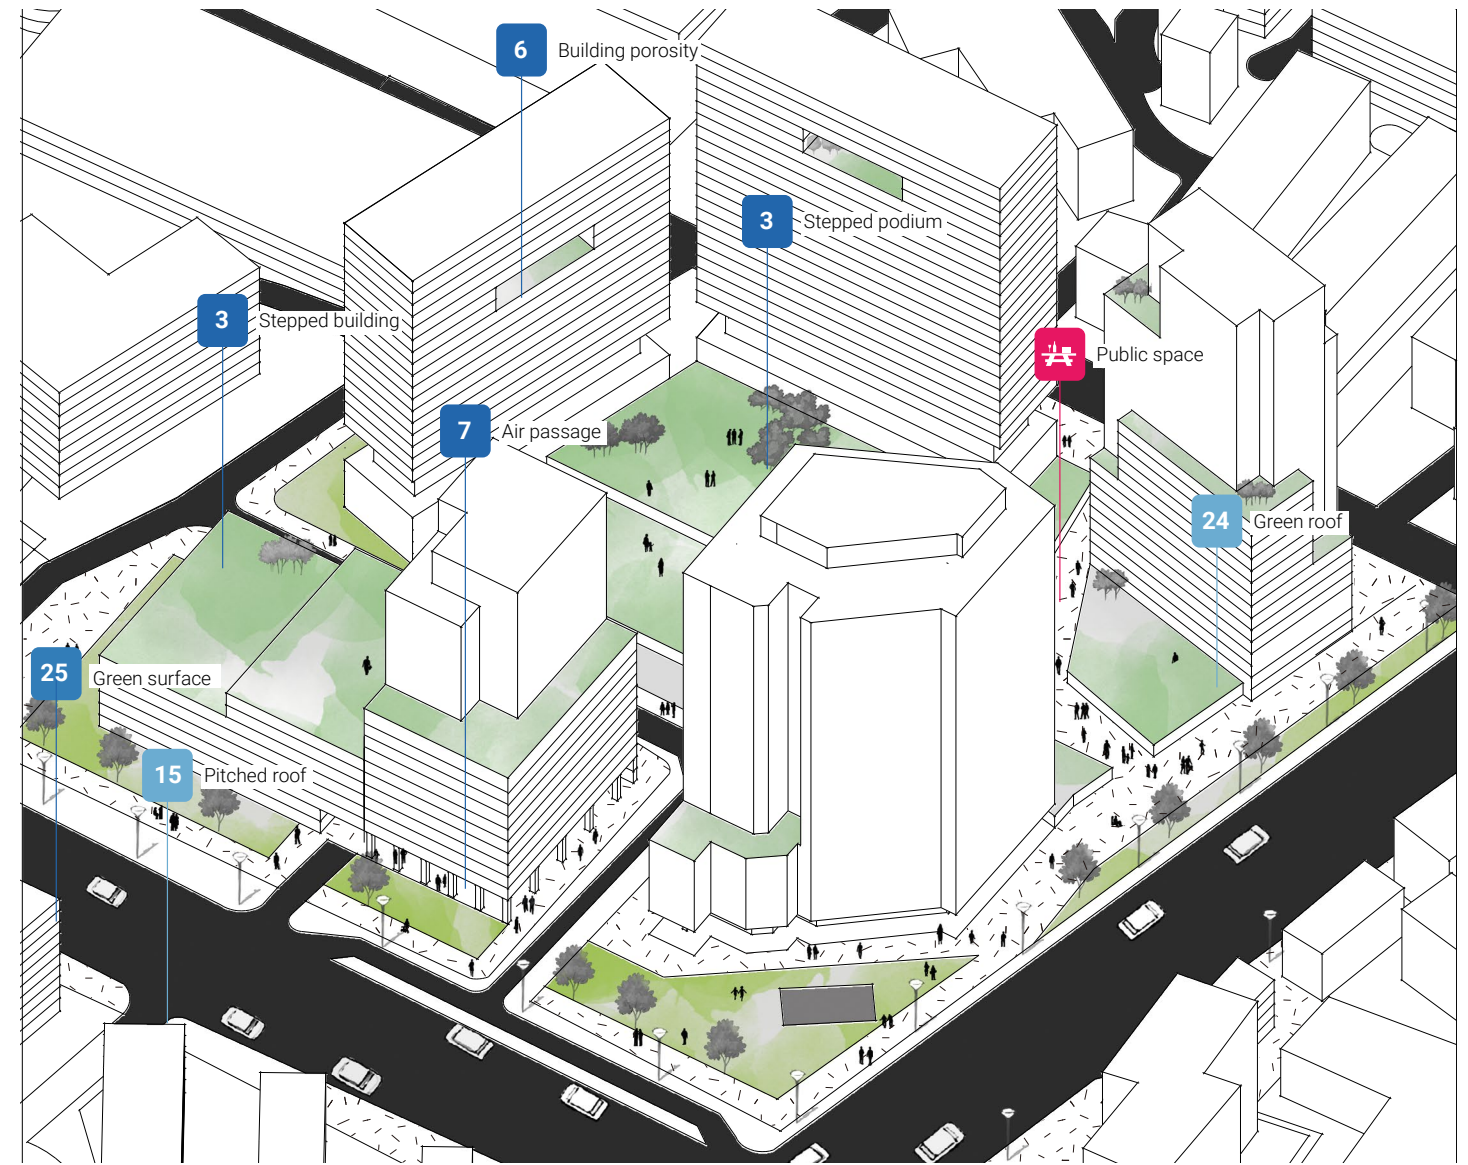 6 Building porosity
3 Stepped podium
3 Stepped building
Public space
7 Air passage
24 Green roof
25 Green surface
15 Pitched roof